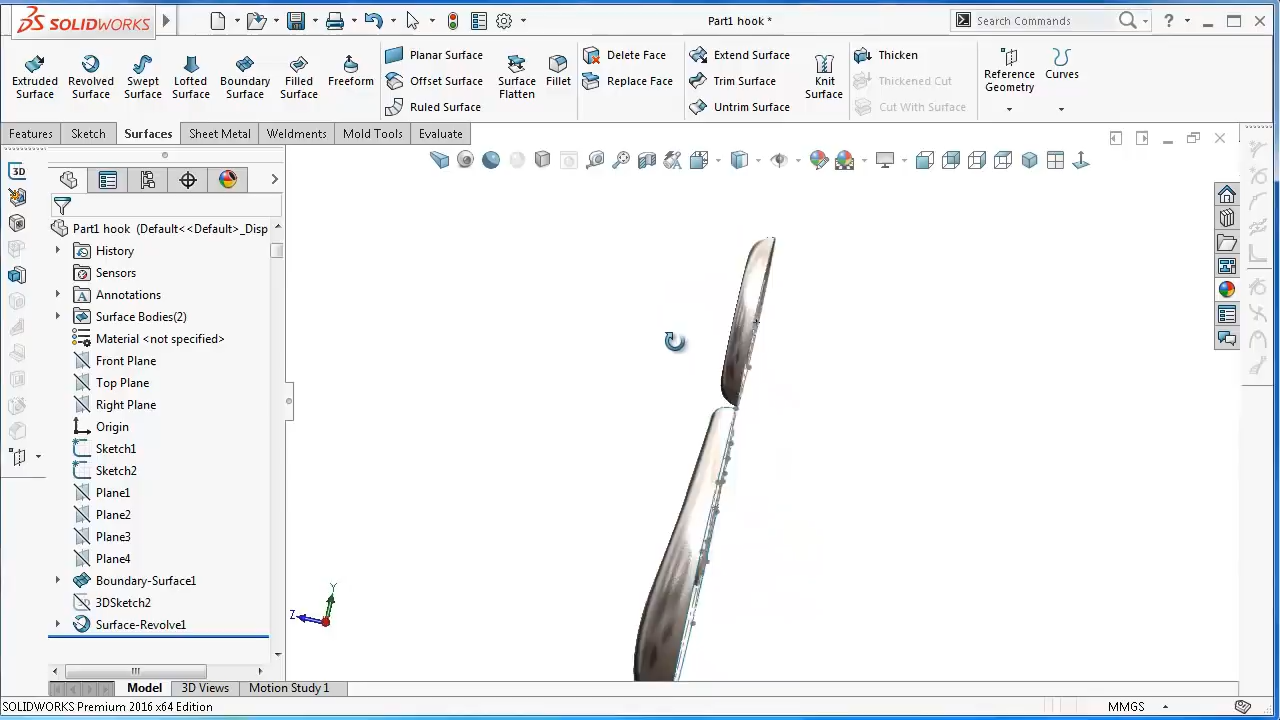 SOLIDWORKS
Part1 hook *
Search Commands
?
Extruded Surface
Revolved Surface
Swept Surface
Lofted Surface
Boundary Surface
Filled Surface
Freeform
Planar Surface
Offset Surface
Ruled Surface
Surface Flatten
Fillet
Delete Face
Replace Face
Extend Surface
Trim Surface
Untrim Surface
Knit Surface
Thicken
Thickened Cut
Cut With Surface
Reference Geometry
Curves
Features
Sketch
Surfaces
Sheet Metal
Weldments
Mold Tools
Evaluate
3D
Part1 hook (Default<<Default>_Disp
History
Sensors
Annotations
Surface Bodies(2)
Material <not specified>
Front Plane
Top Plane
Right Plane
Origin
Sketch1
Sketch2
Plane1
Plane2
Plane3
Plane4
Boundary-Surface1
3DSketch2
Surface-Revolve1
Y
Z
Model
3D Views
Motion Study 1
SOLIDWORKS Premium 2016 x64 Edition
MMGS